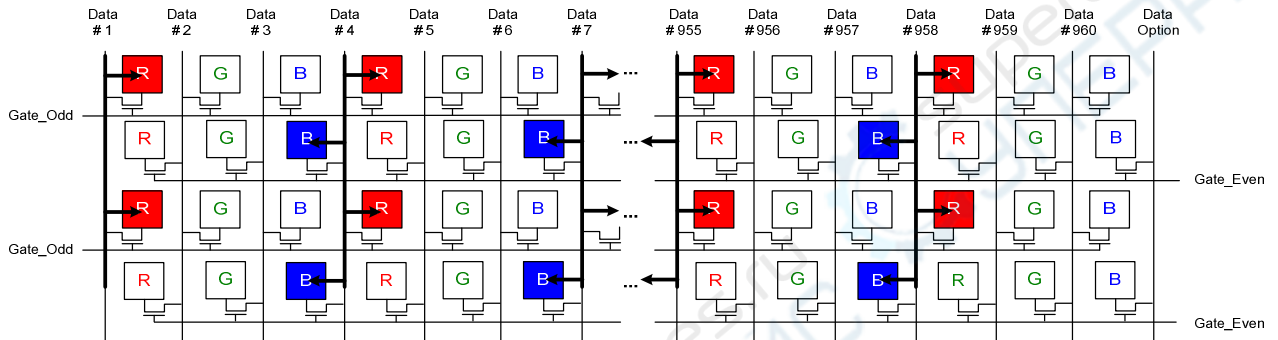 Data Data Data Data Data Data Data Data Data Data Data Data Data Data
#1 #2 #3 #4 #5 #6 #7 #955 #956 #957 #958 #959 #960 Option
R G B R G B ... R G B R G B
Gate_Odd
R G B R G B ... R G B R G B
Gate_Even
R G B R G B ... R G B R G B
Gate_Odd
R G B R G B ... R G B R G B
Gate_Even